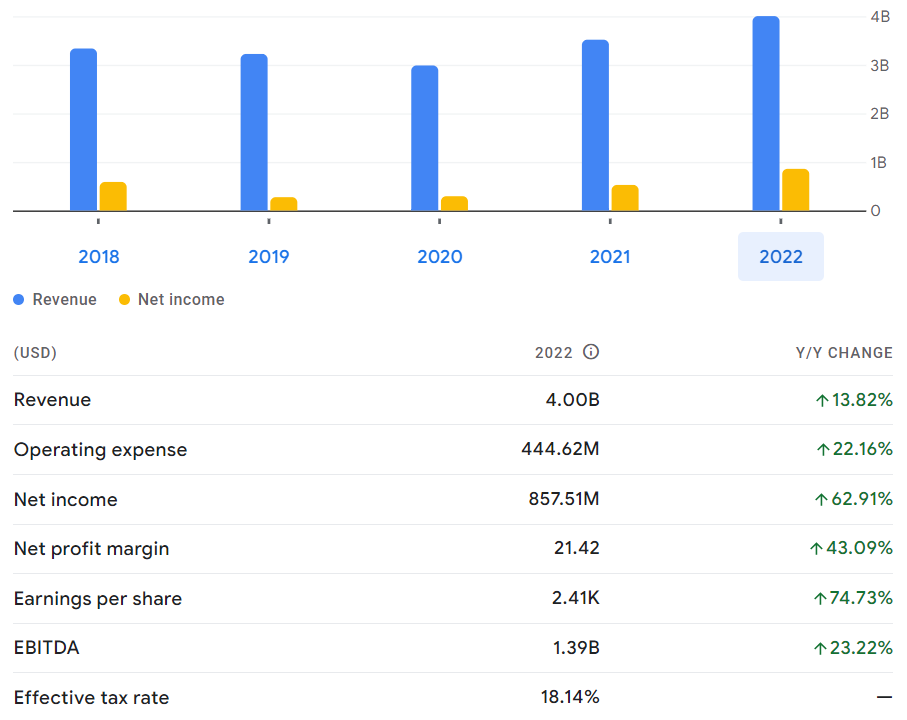 4B
3B
2B
1B
0
2018 2019 2020 2021 2022
Revenue Net income
(USD) 2022 Y/Y CHANGE
Revenue 4.00B ↑13.82%
Operating expense 444.62M ↑22.16%
Net income 857.51M ↑62.91%
Net profit margin 21.42 ↑43.09%
Earnings per share 2.41K ↑74.73%
EBITDA 1.39B ↑23.22%
Effective tax rate 18.14% —